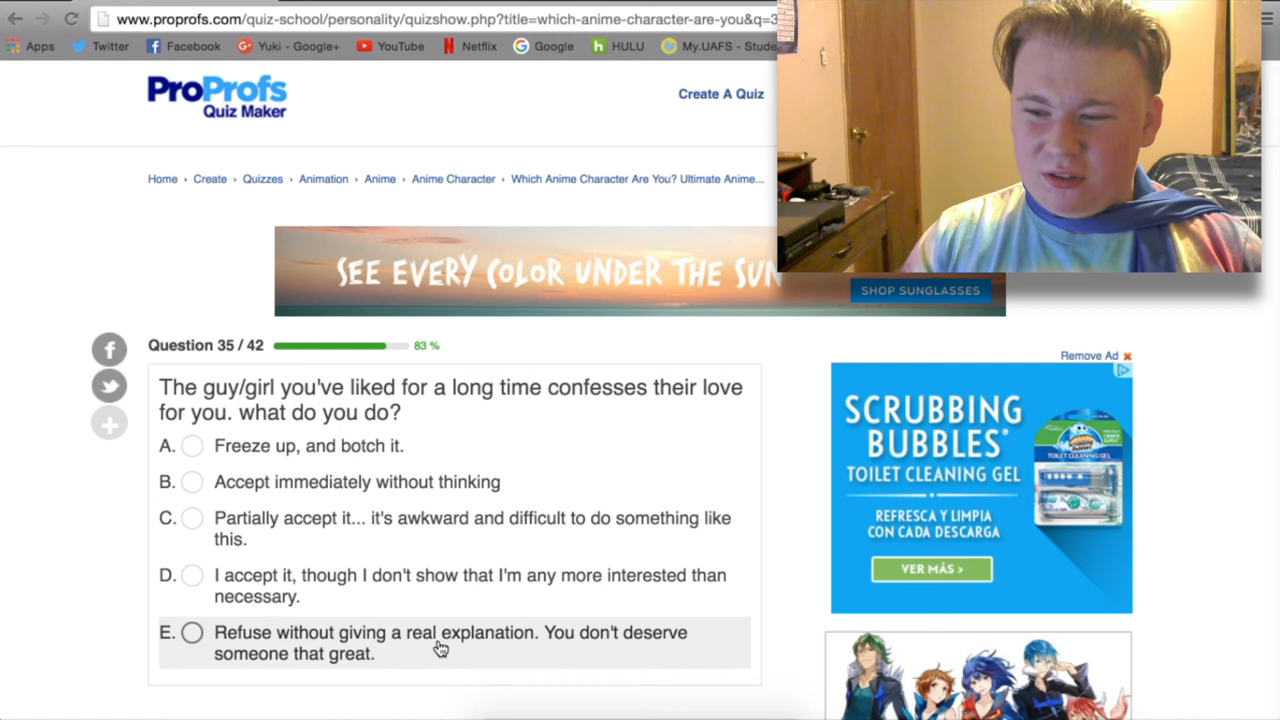 www.proprofs.com/quiz-school/personality/quizshow.php?title=which-anime-character-are-you&q=3
Apps Twitter Facebook Yuki - Google+ YouTube Netflix Google HULU My.UAFS - Stude
ProProfs
Quiz Maker
Create A Quiz
Home › Create › Quizzes › Animation › Anime › Anime Character › Which Anime Character Are You? Ultimate Anime...
SEE EVERY COLOR UNDER THE SUN
SHOP SUNGLASSES
Question 35 / 42 83 %
The guy/girl you've liked for a long time confesses their love
for you. what do you do?
A. Freeze up, and botch it.
B. Accept immediately without thinking
C. Partially accept it... it's awkward and difficult to do something like
this.
D. I accept it, though I don't show that I'm any more interested than
necessary.
E. Refuse without giving a real explanation. You don't deserve
someone that great.
Remove Ad x
SCRUBBING
BUBBLES®
TOILET CLEANING GEL
REFRESCA Y LIMPIA
CON CADA DESCARGA
VER MÁS >